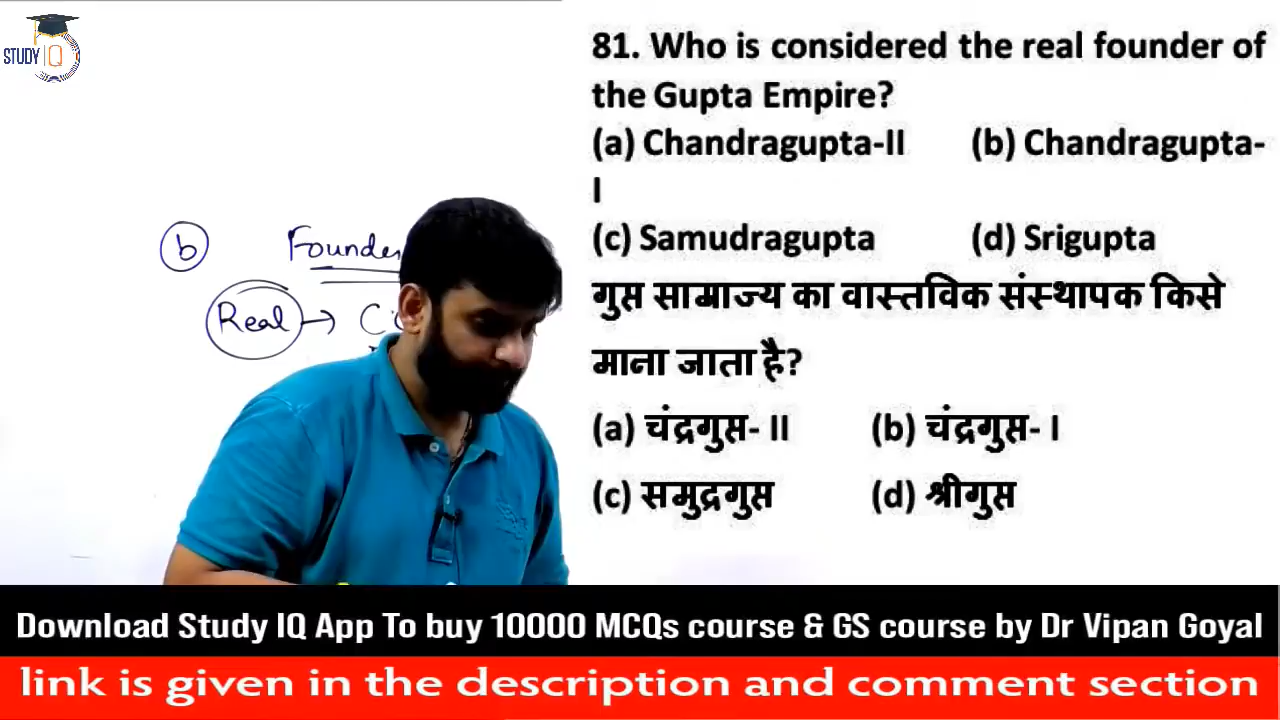 STUDY IQ
81. Who is considered the real founder of
the Gupta Empire?
(a) Chandragupta-II (b) Chandragupta-
I
(c) Samudragupta (d) Srigupta
गुप्त साम्राज्य का वास्तविक संस्थापक किसे
माना जाता है?
(a) चंद्रगुप्त- II (b) चंद्रगुप्त- I
(c) समुद्रगुप्त (d) श्रीगुप्त
b Founder
Real →
Download Study IQ App To buy 10000 MCQs course & GS course by Dr Vipan Goyal
link is given in the description and comment section